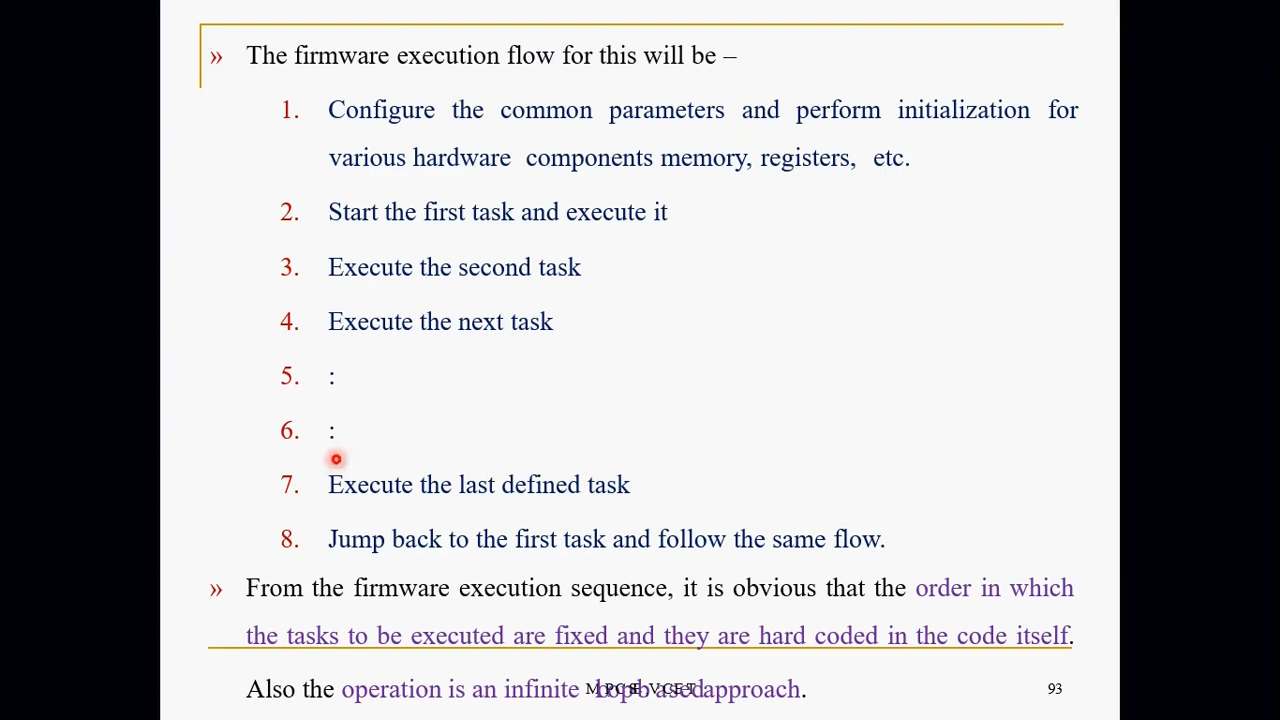 » The firmware execution flow for this will be –
1. Configure the common parameters and perform initialization for
various hardware components memory, registers, etc.
2. Start the first task and execute it
3. Execute the second task
4. Execute the next task
5. :
6. :
7. Execute the last defined task
8. Jump back to the first task and follow the same flow.
» From the firmware execution sequence, it is obvious that the order in which
the tasks to be executed are fixed and they are hard coded in the code itself.
Also the operation is an infinite loop based approach.
93